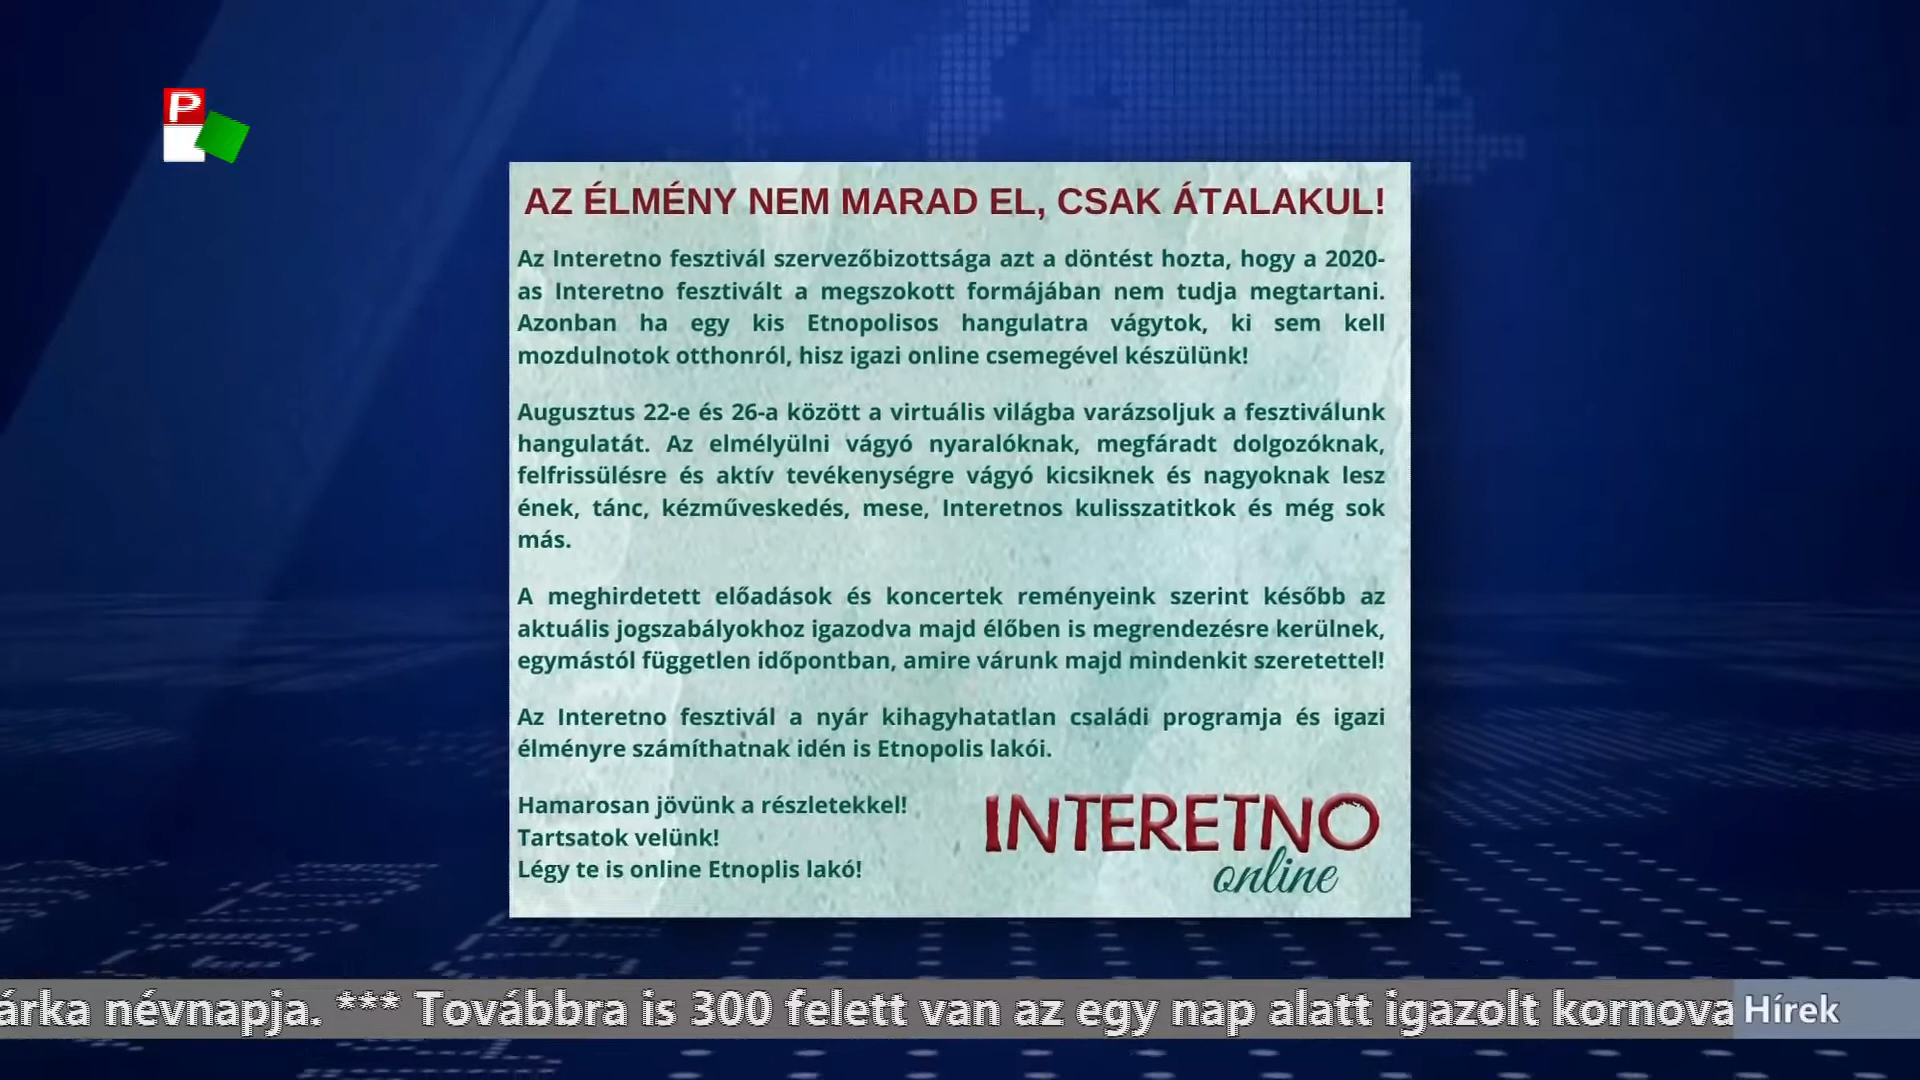 P
AZ ÉLMÉNY NEM MARAD EL, CSAK ÁTALAKUL!
Az Interetno fesztivál szervezőbizottsága azt a döntést hozta, hogy a 2020-
as Interetno fesztivált a megszokott formájában nem tudja megtartani.
Azonban ha egy kis Etnopolisos hangulatra vágytok, ki sem kell
mozdulnotok otthonról, hisz igazi online csemegével készülünk!
Augusztus 22-e és 26-a között a virtuális világba varázsoljuk a fesztiválunk
hangulatát. Az elmélyülni vágyó nyaralóknak, megfáradt dolgozóknak,
felfrissülésre és aktív tevékenységre vágyó kicsiknek és nagyoknak lesz
ének, tánc, kézműveskedés, mese, Interetnos kulisszatitkok és még sok
más.
A meghirdetett előadások és koncertek reményeink szerint később az
aktuális jogszabályokhoz igazodva majd élőben is megrendezésre kerülnek,
egymástól független időpontban, amire várunk majd mindenkit szeretettel!
Az Interetno fesztivál a nyár kihagyhatatlan családi programja és igazi
élményre számíthatnak idén is Etnopolis lakói.
Hamarosan jövünk a részletekkel!
Tartsatok velünk!
Légy te is online Etnoplis lakó!
INTERETNO
online
árka névnapja. *** Továbbra is 300 felett van az egy nap alatt igazolt kornova Hírek